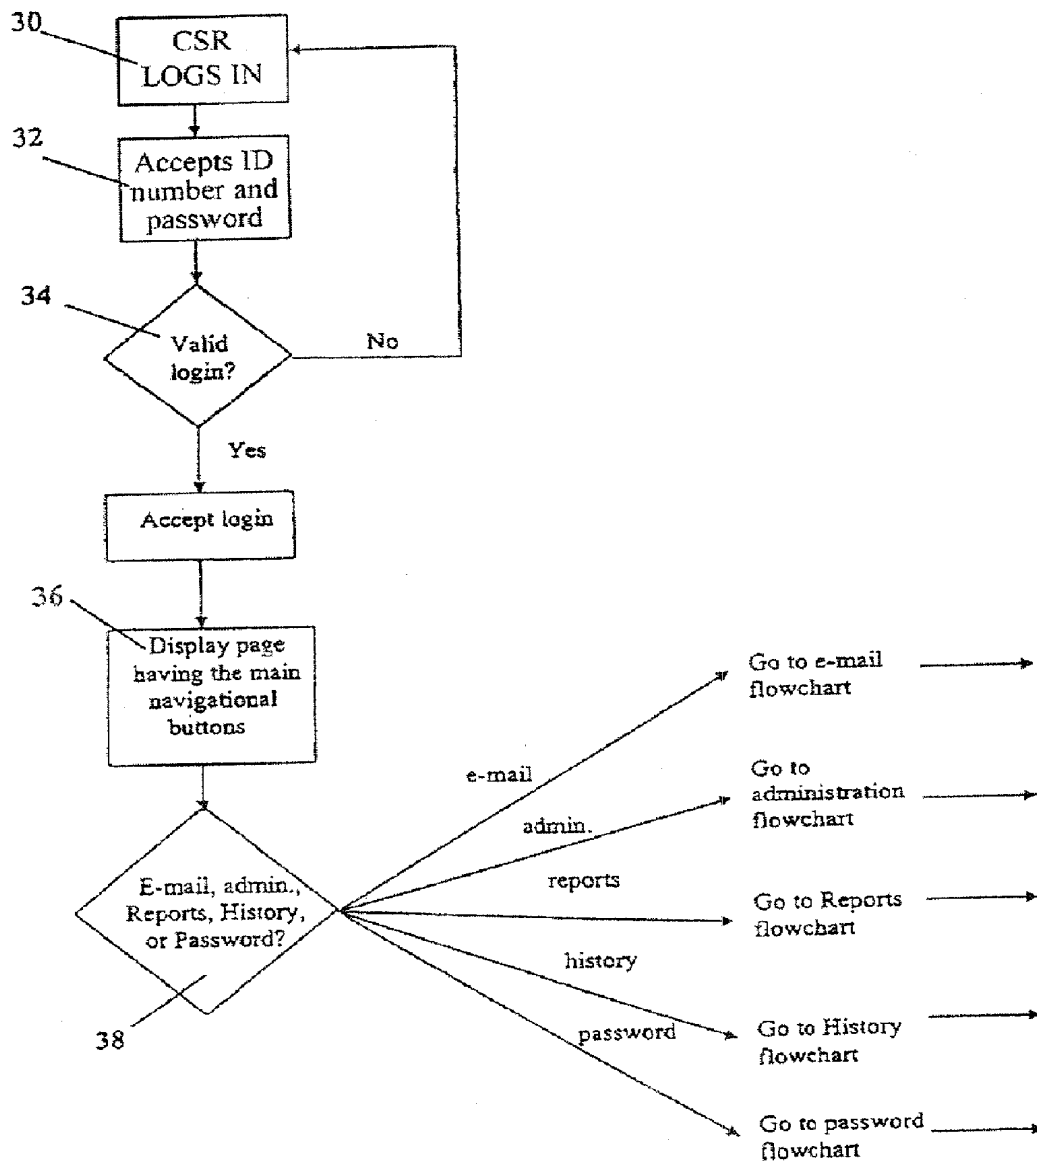 30
CSR
LOGS IN
32
Accepts ID
number and
password
34
Valid
login?
No
Yes
Accept login
36
Display page
having the main
navigational
buttons
E-mail, admin.,
Reports, History,
or Password?
38
e-mail
admin.
reports
history
password
Go to e-mail
flowchart
Go to
administration
flowchart
Go to Reports
flowchart
Go to History
flowchart
Go to password
flowchart